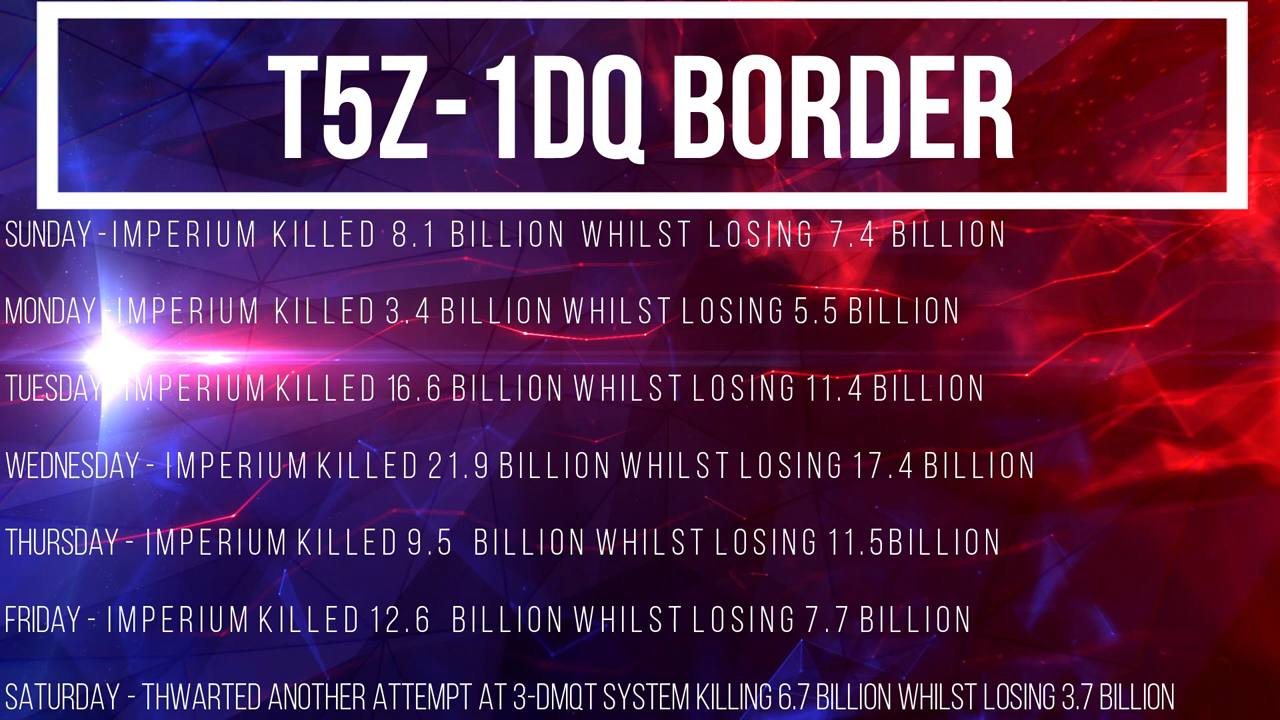 T5Z-1DQ BORDER
SUNDAY - IMPERIUM KILLED 8.1 BILLION WHILST LOSING 7.4 BILLION
MONDAY - IMPERIUM KILLED 3.4 BILLION WHILST LOSING 5.5 BILLION
TUESDAY - IMPERIUM KILLED 16.6 BILLION WHILST LOSING 11.4 BILLION
WEDNESDAY - IMPERIUM KILLED 21.9 BILLION WHILST LOSING 17.4 BILLION
THURSDAY - IMPERIUM KILLED 9.5 BILLION WHILST LOSING 11.5BILLION
FRIDAY - IMPERIUM KILLED 12.6 BILLION WHILST LOSING 7.7 BILLION
SATURDAY - THWARTED ANOTHER ATTEMPT AT 3-DMQT SYSTEM KILLING 6.7 BILLION WHILST LOSING 3.7 BILLION